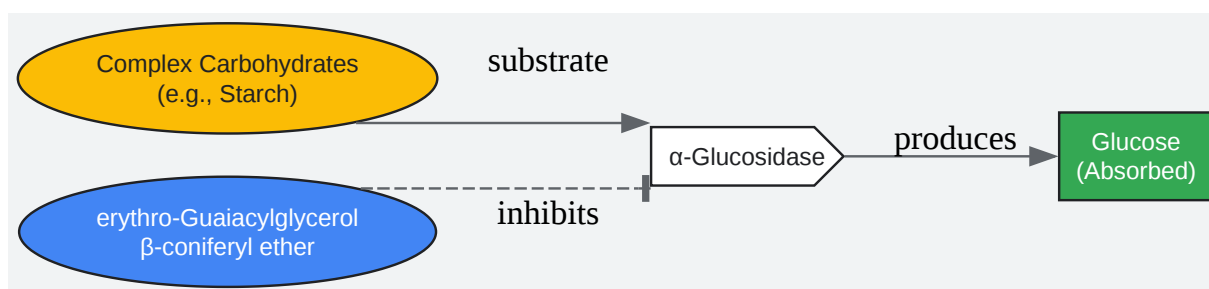 Complex Carbohydrates
(e.g., Starch)
substrate
α-Glucosidase
produces
Glucose
(Absorbed)
erythro-Guaiacylglycerol
β-coniferyl ether
inhibits